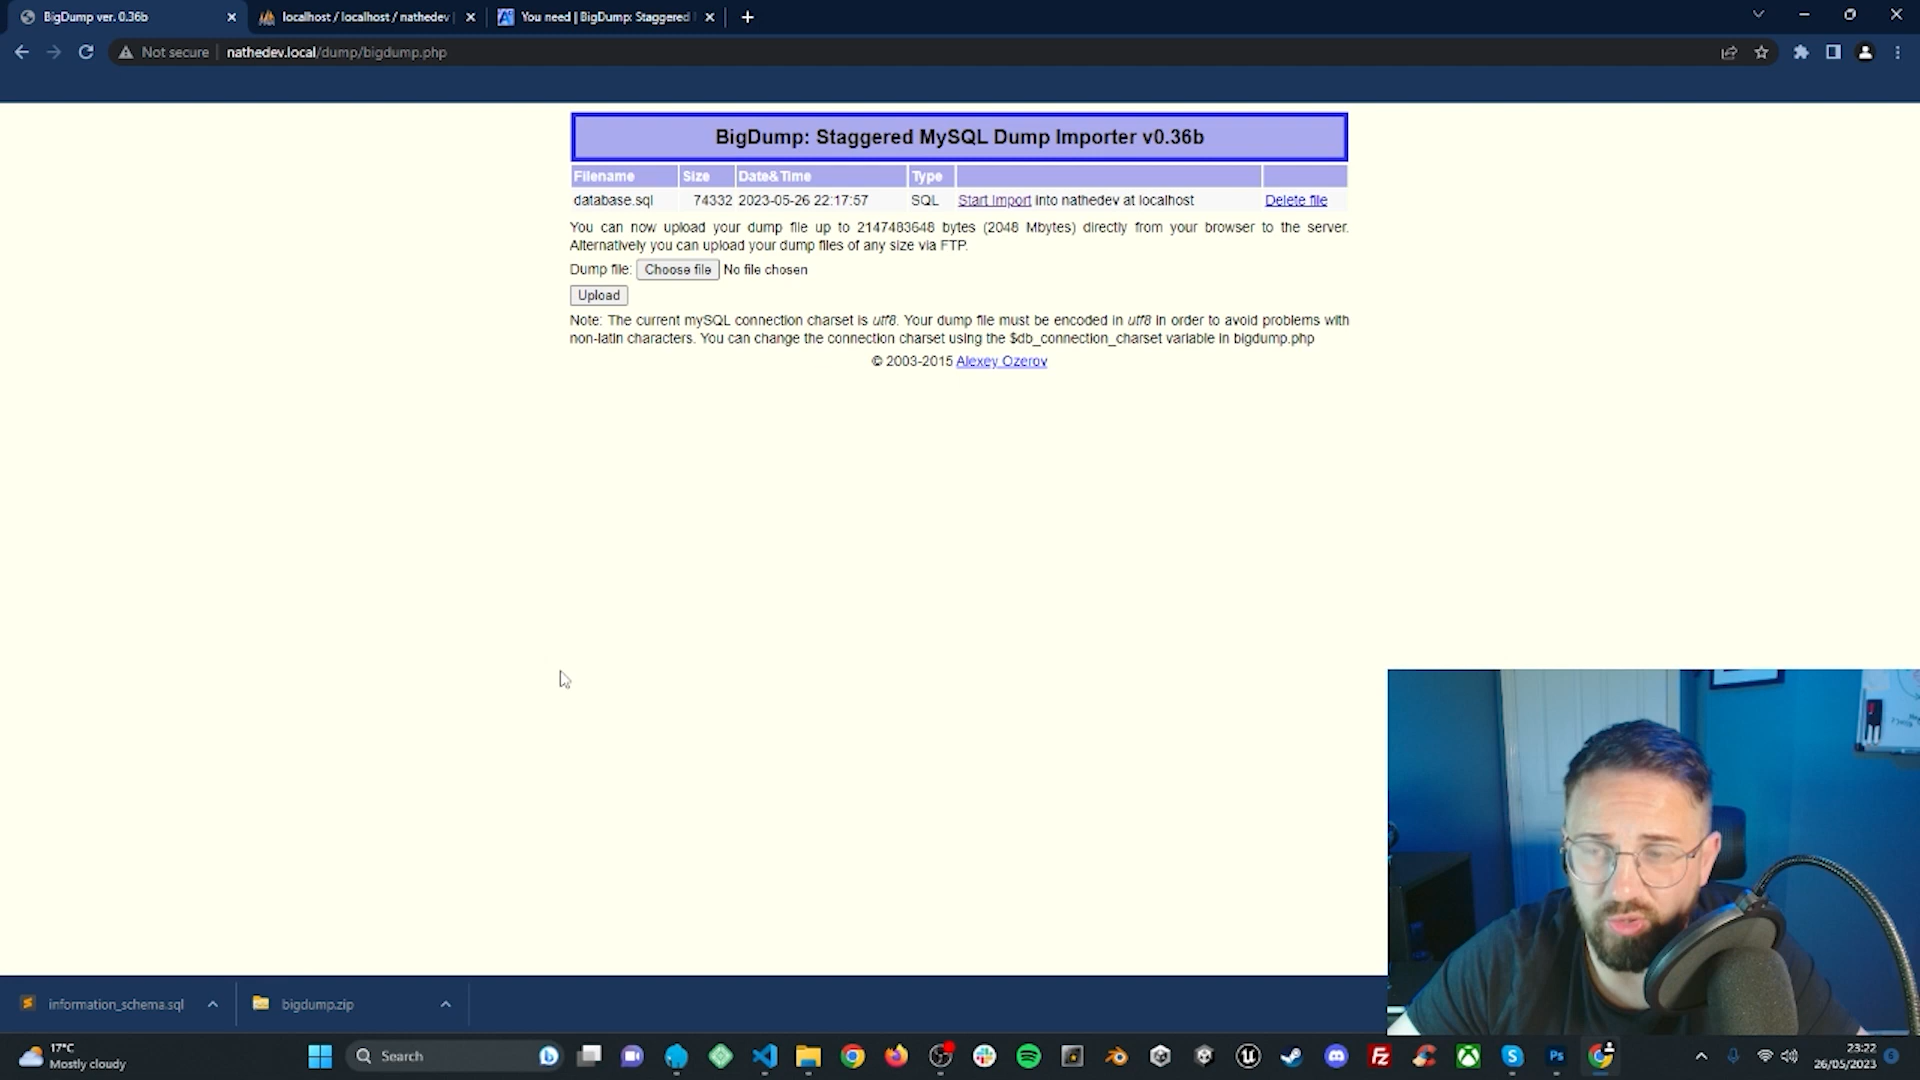 BigDump ver. 0.36b
localhost / localhost / nathedev
You need | BigDump: Staggered
Not secure
nathedev.local/dump/bigdump.php
BigDump: Staggered MySQL Dump Importer v0.36b
Filename Size Date&Time Type
database.sql 74332 2023-05-26 22:17:57 SQL Start Import into nathedev at localhost Delete file
You can now upload your dump file up to 2147483648 bytes (2048 Mbytes) directly from your browser to the server.
Alternatively you can upload your dump files of any size via FTP.
Dump file: Choose file No file chosen
Upload
Note: The current mySQL connection charset is utf8. Your dump file must be encoded in utf8 in order to avoid problems with
non-latin characters. You can change the connection charset using the $db_connection_charset variable in bigdump.php
© 2003-2015 Alexey Ozerov
information_schema.sql
bigdump.zip
17°C
Mostly cloudy
Search
23:22
26/05/2023